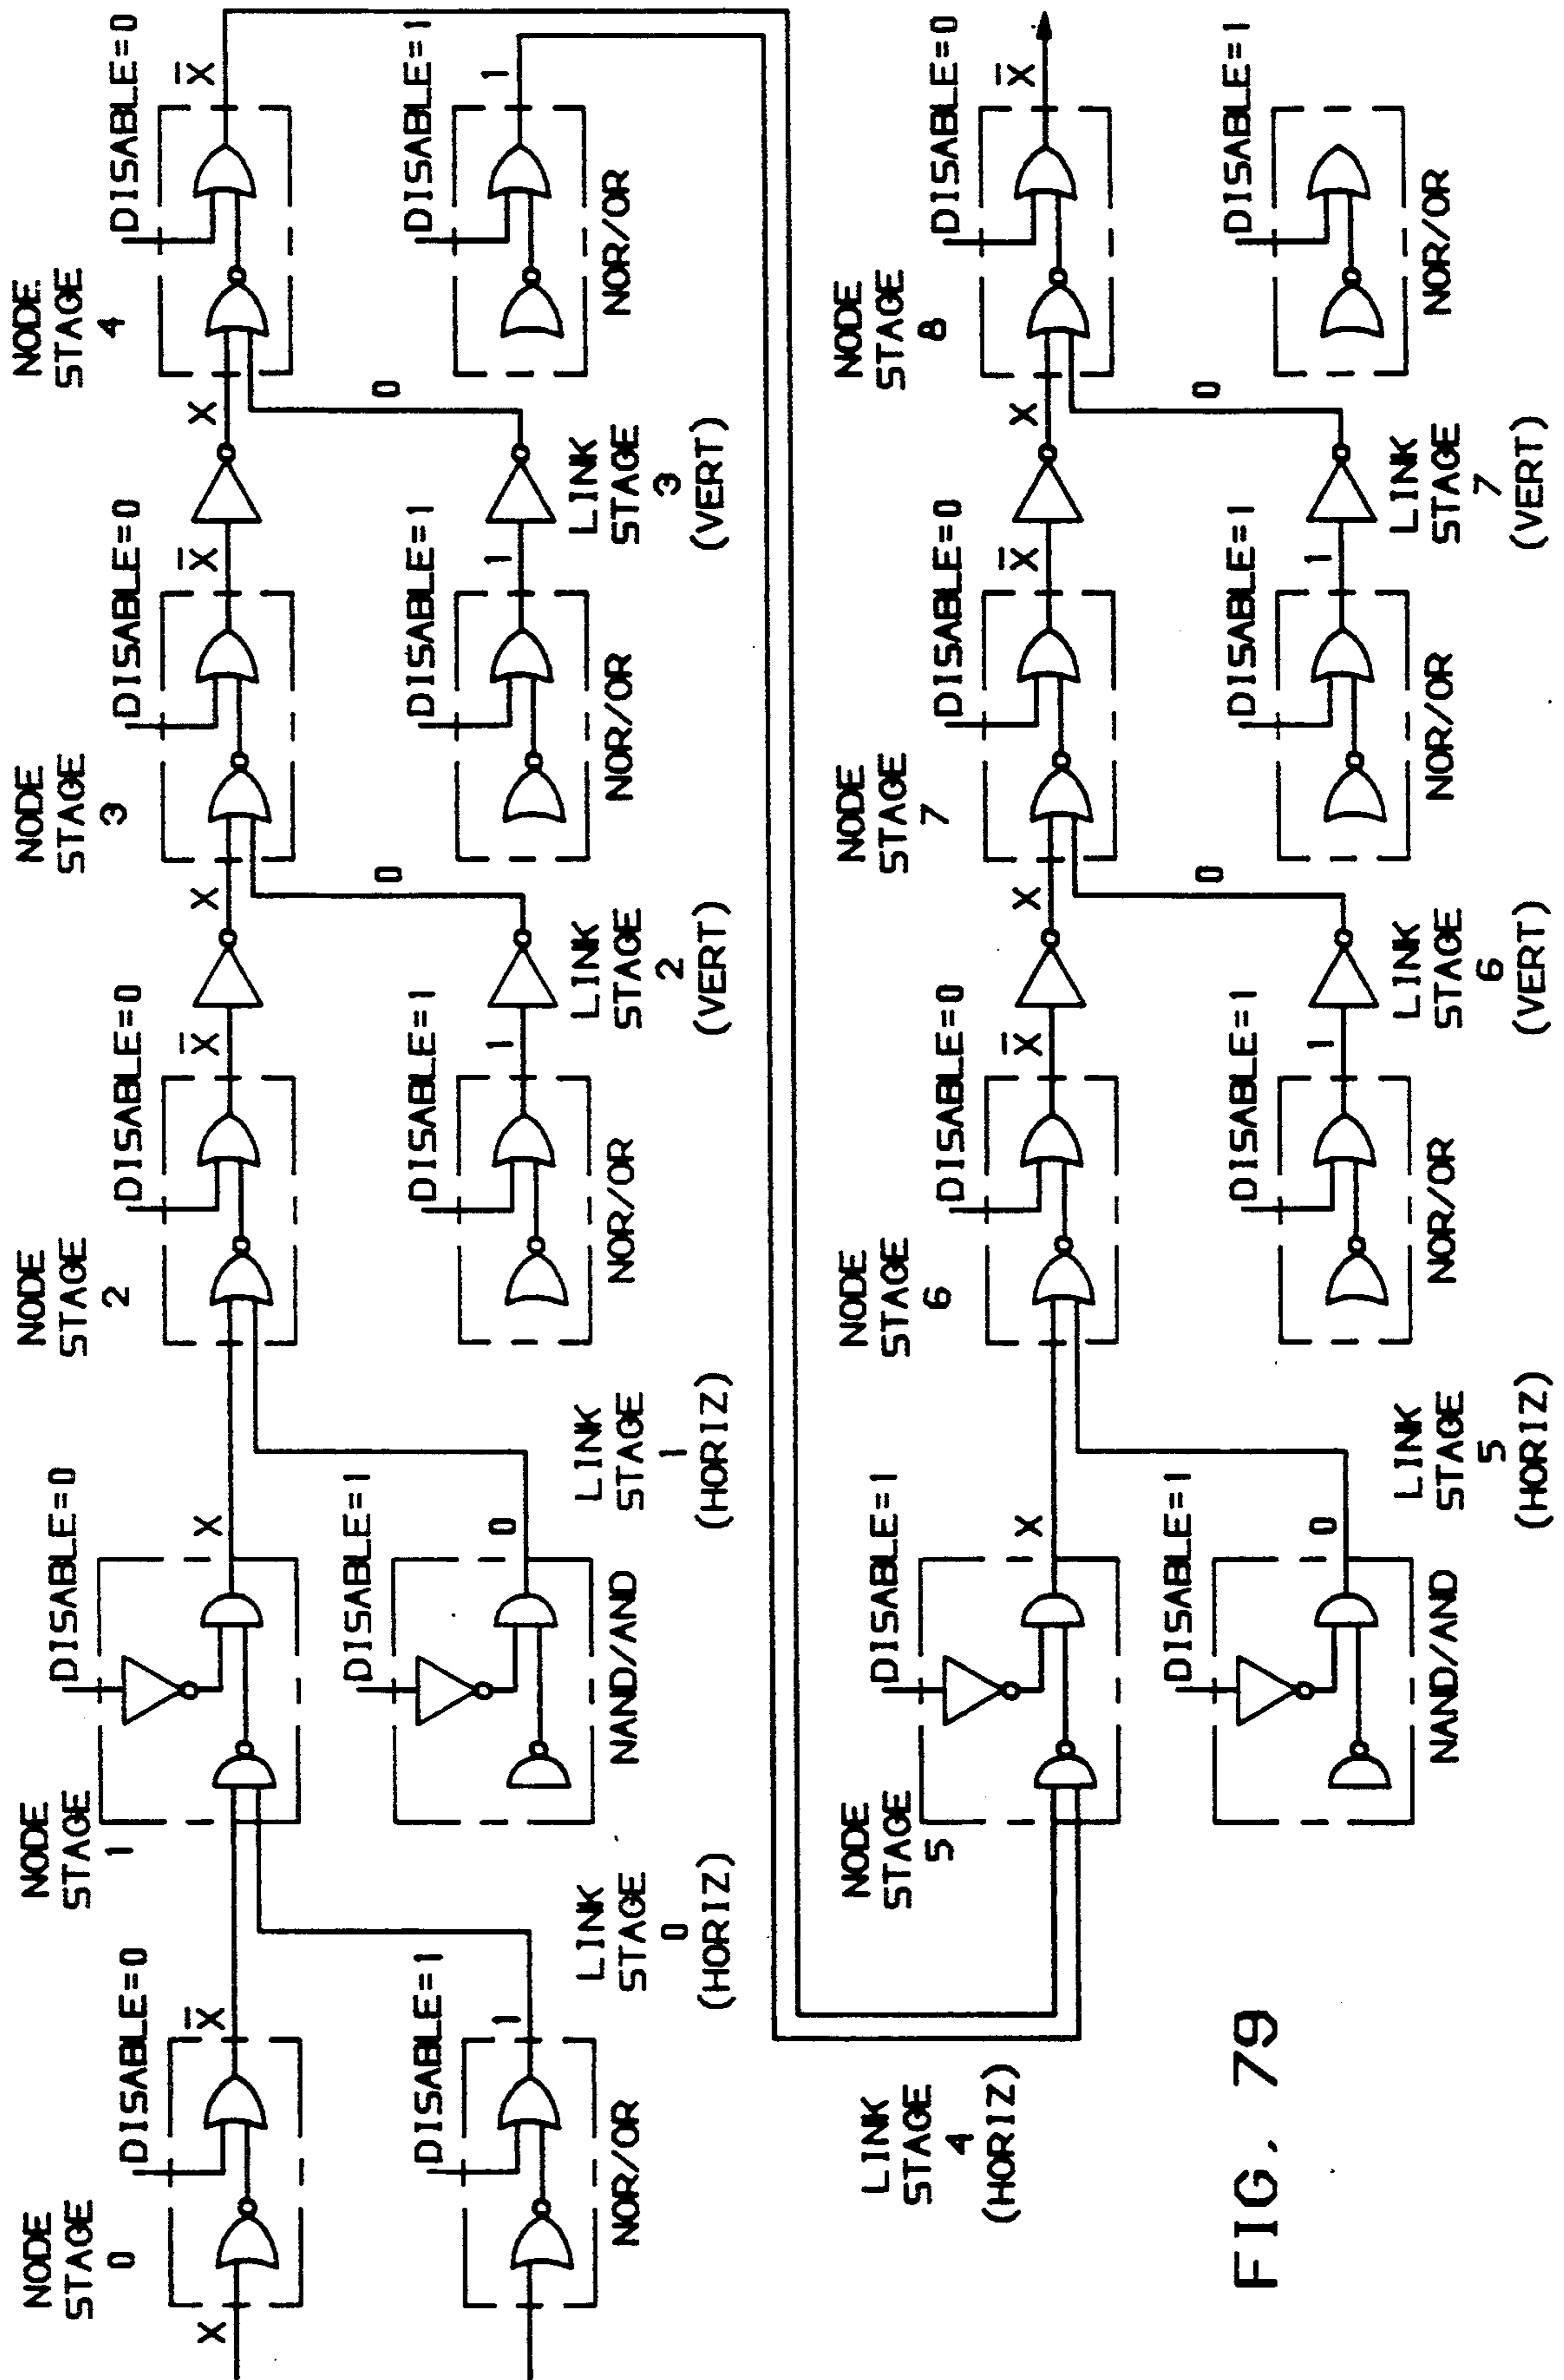 NODE
STAGE
0
X
DISABLE=0
X̅
DISABLE=1
1
NOR/OR
LINK
STAGE
0
(HORIZ)
NODE
STAGE
1
DISABLE=0
X
DISABLE=1
0
NAND/AND
LINK
STAGE
1
(HORIZ)
NODE
STAGE
2
DISABLE=0
X̅
DISABLE=1
1
NOR/OR
LINK
STAGE
2
(VERT)
X
0
NODE
STAGE
3
DISABLE=0
X̅
DISABLE=1
1
NOR/OR
LINK
STAGE
3
(VERT)
X
0
NODE
STAGE
4
DISABLE=0
X̅
DISABLE=1
1
NOR/OR
LINK
STAGE
4
(HORIZ)
NODE
STAGE
5
DISABLE=1
X
DISABLE=1
0
NAND/AND
LINK
STAGE
5
(HORIZ)
NODE
STAGE
6
DISABLE=0
X̅
DISABLE=1
1
NOR/OR
LINK
STAGE
6
(VERT)
X
0
NODE
STAGE
7
DISABLE=0
X̅
DISABLE=1
1
NOR/OR
LINK
STAGE
7
(VERT)
X
0
NODE
STAGE
8
DISABLE=0
X̅
DISABLE=1
NOR/OR
FIG. 79